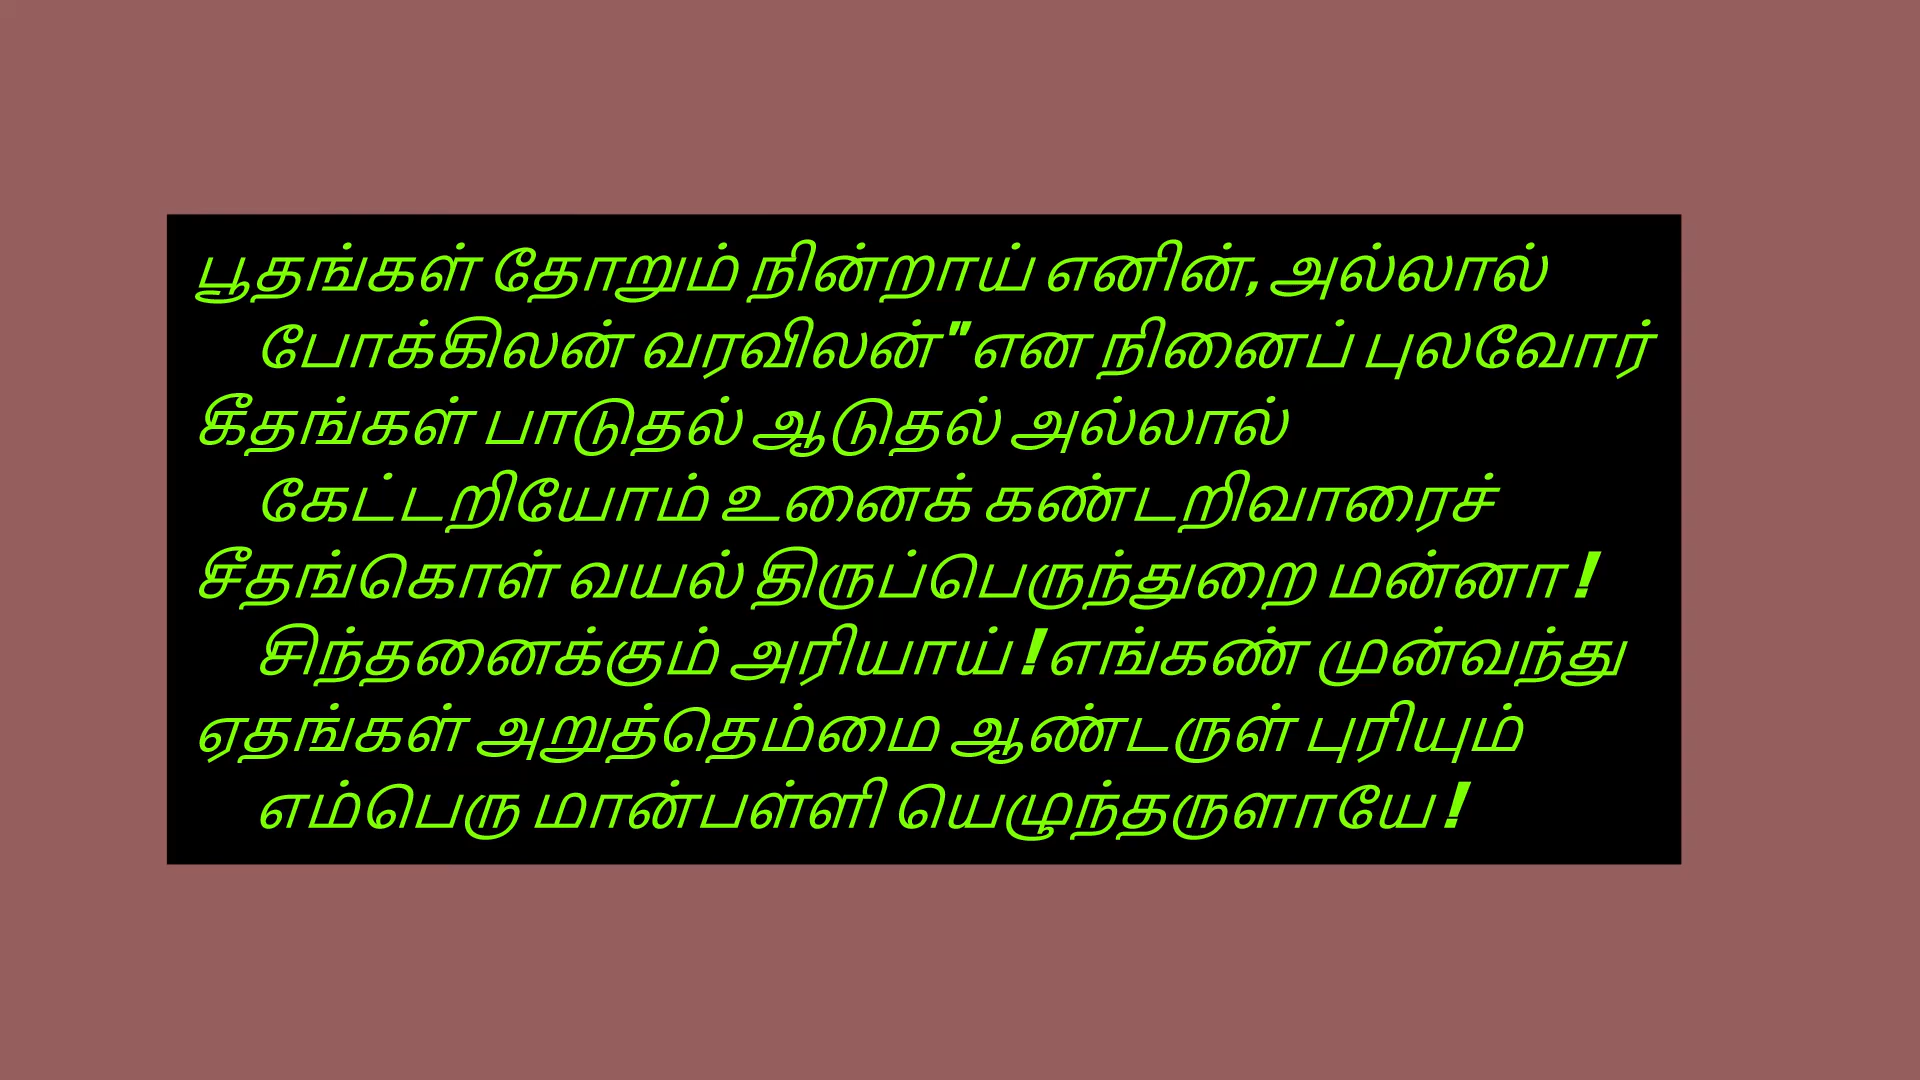 பூதங்கள் தோறும் நின்றாய் எனின், அல்லால்
போக்கிலன் வரவிலன்" என நினைப் புலவோர்
கீதங்கள் பாடுதல் ஆடுதல் அல்லால்
கேட்டறியோம் உனைக் கண்டறிவாரைச்
சீதங்கொள் வயல் திருப்பெருந்துறை மன்னா !
சிந்தனைக்கும் அரியாய் ! எங்கண் முன்வந்து
ஏதங்கள் அறுத்தெம்மை ஆண்டருள் புரியும்
எம்பெரு மான்பள்ளி யெழுந்தருளாயே !